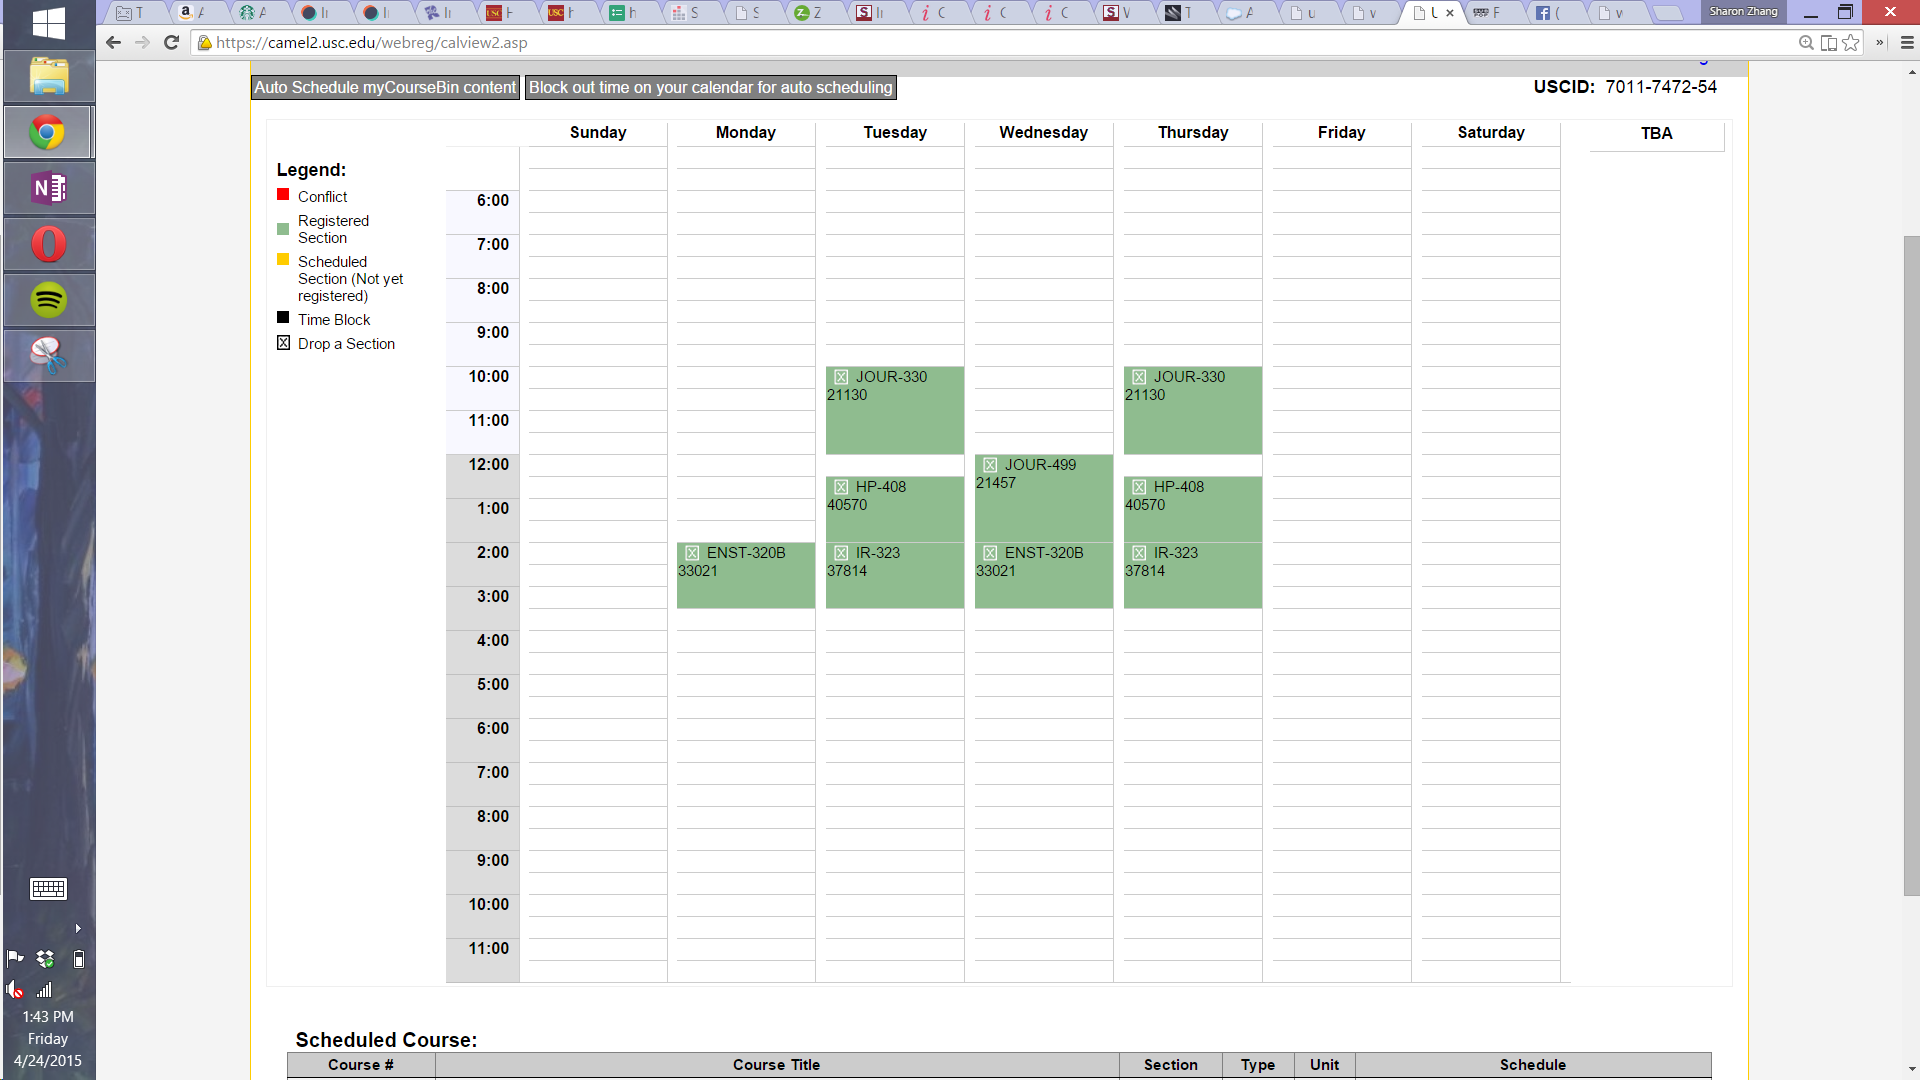 T
A
A
In
I
In
H
h
S
S
Z
In
C
C
C
V
T
A
u
v
U
F
(
v
Sharon Zhang
https://camel2.usc.edu/webreg/calview2.asp
Auto Schedule myCourseBin content
Block out time on your calendar for auto scheduling
USCID: 7011-7472-54
Sunday Monday Tuesday Wednesday Thursday Friday Saturday TBA
Legend:
Conflict
Registered
Section
Scheduled
Section (Not yet
registered)
Time Block
Drop a Section
6:00
7:00
8:00
9:00
10:00
JOUR-330
21130
JOUR-330
21130
11:00
12:00
JOUR-499
21457
HP-408
40570
HP-408
40570
1:00
2:00
ENST-320B
33021
IR-323
37814
ENST-320B
33021
IR-323
37814
3:00
4:00
5:00
6:00
7:00
8:00
9:00
10:00
11:00
Scheduled Course:
Course # Course Title Section Type Unit Schedule
1:43 PM
Friday
4/24/2015